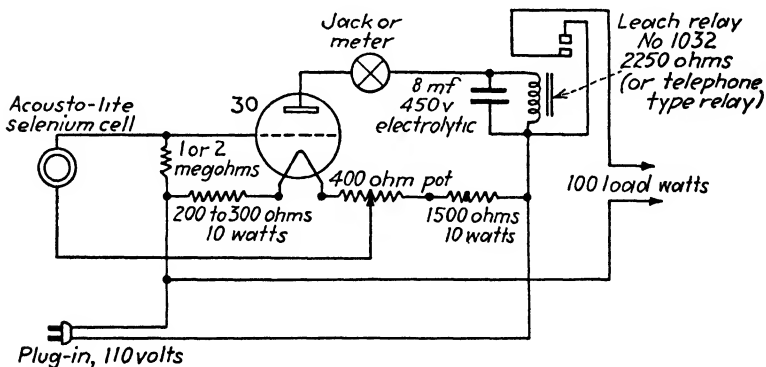 Jack or
meter
Leach relay
No 1032
2250 ohms
(or telephone
type relay)
8 mf
450 v
electrolytic
30
Acousto-lite
selenium cell
1 or 2
megohms
400 ohm pot
100 load watts
200 to 300 ohms
10 watts
1500 ohms
10 watts
Plug-in, 110 volts